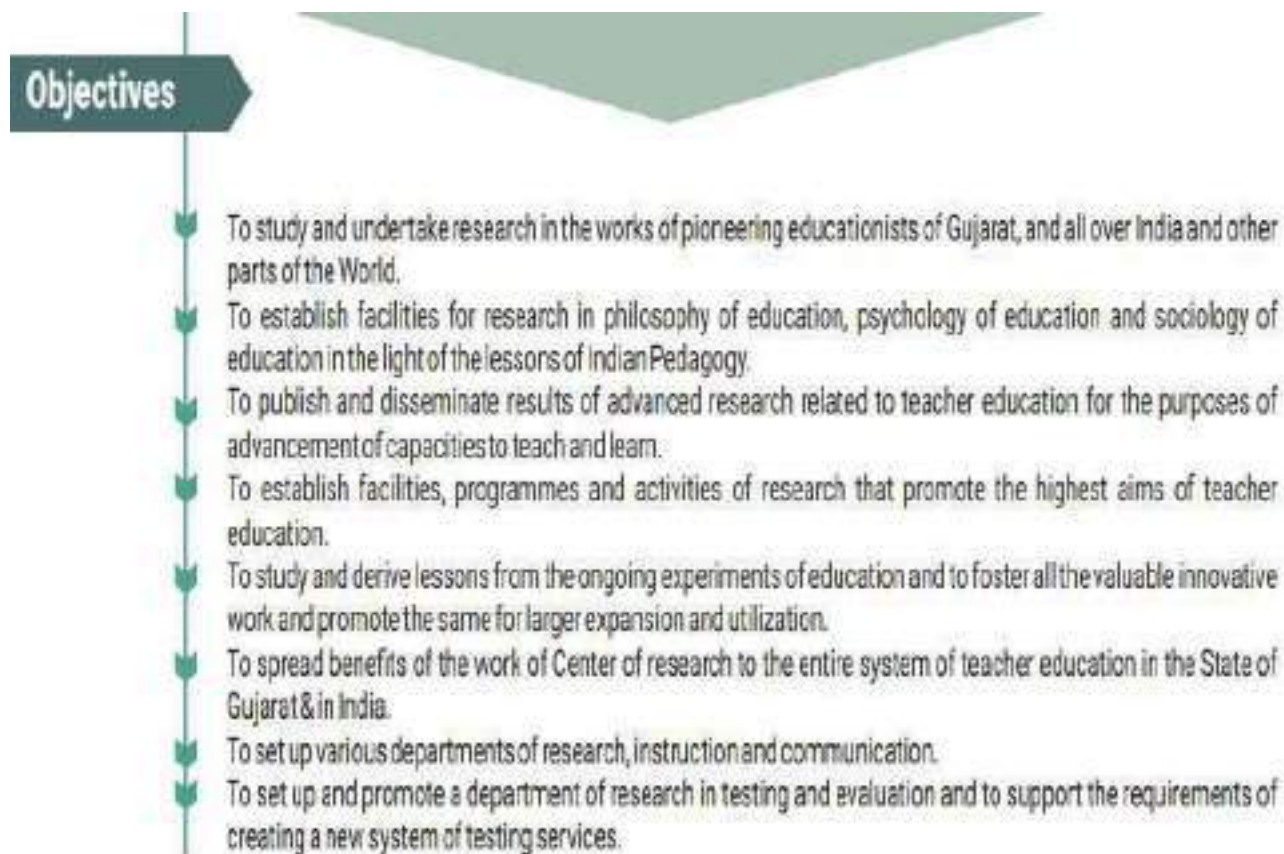 Objectives
To study and undertake research in the works of pioneering educationists of Gujarat, and all over India and other
parts of the World.
To establish facilities for research in philosophy of education, psychology of education and sociology of
education in the light of the lessons of Indian Pedagogy.
To publish and disseminate results of advanced research related to teacher education for the purposes of
advancement of capacities to teach and learn.
To establish facilities, programmes and activities of research that promote the highest aims of teacher
education.
To study and derive lessons from the ongoing experiments of education and to foster all the valuable innovative
work and promote the same for larger expansion and utilization.
To spread benefits of the work of Center of research to the entire system of teacher education in the State of
Gujarat & in India.
To set up various departments of research, instruction and communication.
To set up and promote a department of research in testing and evaluation and to support the requirements of
creating a new system of testing services.